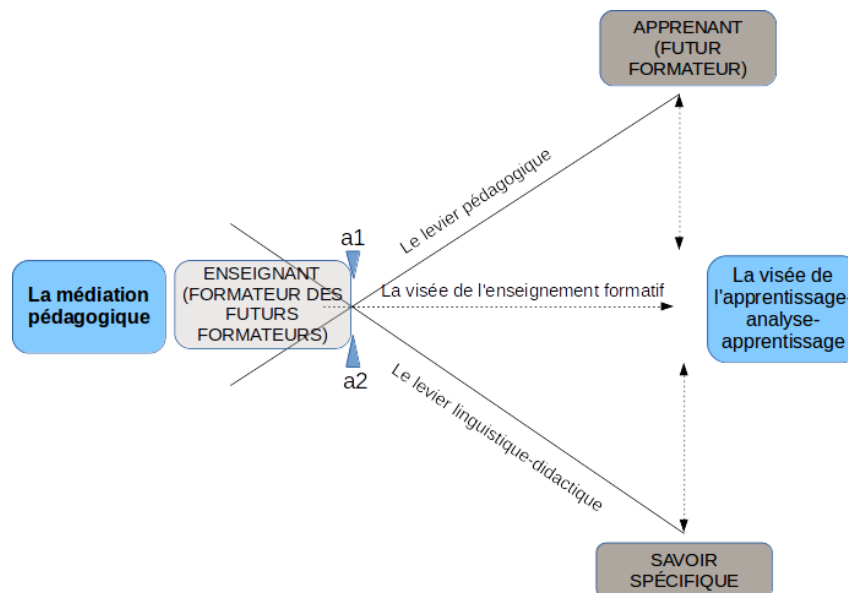 APPRENANT
(FUTUR
FORMATEUR)
Le levier pédagogique
a1
La médiation
pédagogique
ENSEIGNANT
(FORMATEUR DES
FUTURS
FORMATEURS)
La visée de l'enseignement formatif
La visée de
l'apprentissage-
analyse-
apprentissage
a2
Le levier linguistique-didactique
SAVOIR
SPÉCIFIQUE